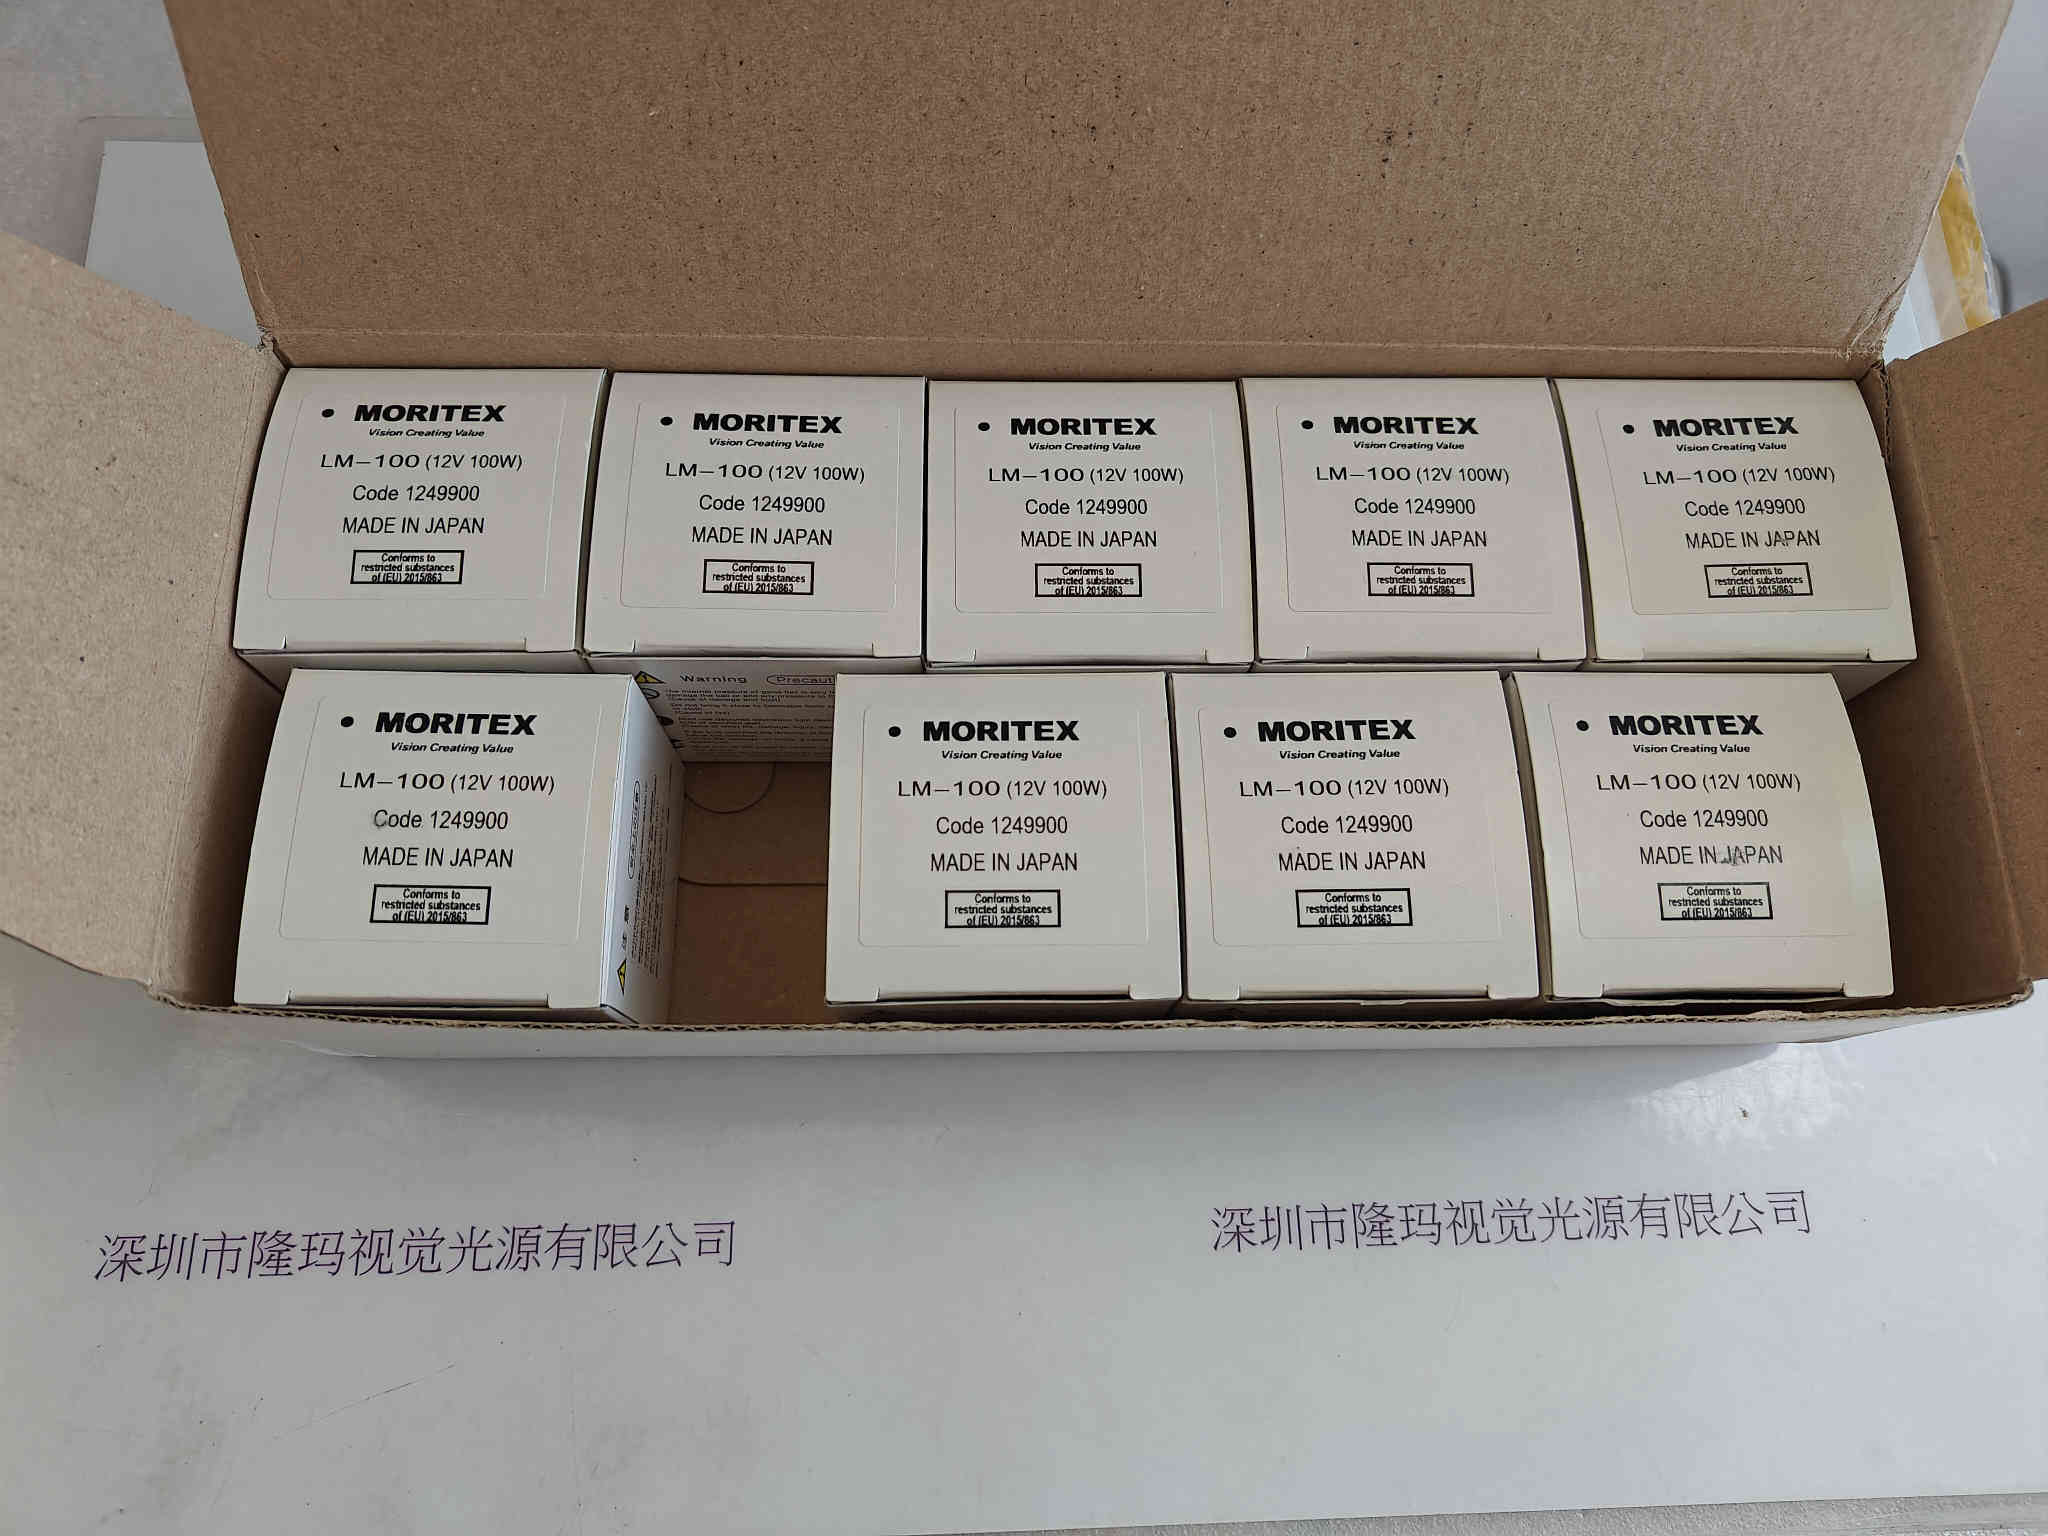 ● MORITEX
Vision Creating Value
LM-100 (12V 100W)
Code 1249900
MADE IN JAPAN
Conforms to
restricted substances
of (EU) 2015/863
● MORITEX
Vision Creating Value
LM-100 (12V 100W)
Code 1249900
MADE IN JAPAN
Conforms to
restricted substances
of (EU) 2015/863
● MORITEX
Vision Creating Value
LM-100 (12V 100W)
Code 1249900
MADE IN JAPAN
Conforms to
restricted substances
of (EU) 2015/863
● MORITEX
Vision Creating Value
LM-100 (12V 100W)
Code 1249900
MADE IN JAPAN
Conforms to
restricted substances
of (EU) 2015/863
● MORITEX
Vision Creating Value
LM-100 (12V 100W)
Code 1249900
MADE IN JAPAN
Conforms to
restricted substances
of (EU) 2015/863
● MORITEX
Vision Creating Value
LM-100 (12V 100W)
Code 1249900
MADE IN JAPAN
Conforms to
restricted substances
of (EU) 2015/863
Warning
● MORITEX
Vision Creating Value
LM-100 (12V 100W)
Code 1249900
MADE IN JAPAN
Conforms to
restricted substances
of (EU) 2015/863
● MORITEX
Vision Creating Value
LM-100 (12V 100W)
Code 1249900
MADE IN JAPAN
Conforms to
restricted substances
of (EU) 2015/863
● MORITEX
Vision Creating Value
LM-100 (12V 100W)
Code 1249900
MADE IN JAPAN
Conforms to
restricted substances
of (EU) 2015/863
深圳市隆玛视觉光源有限公司
深圳市隆玛视觉光源有限公司